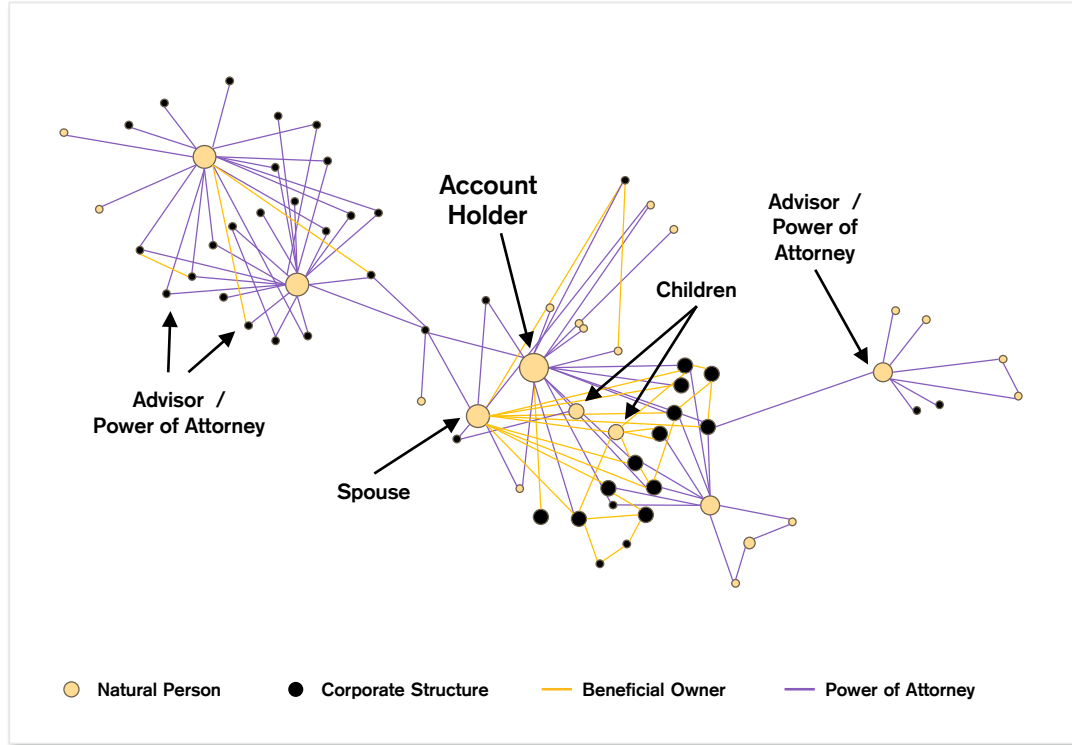 Account
Holder
Advisor /
Power of
Attorney
Children
Advisor /
Power of Attorney
Spouse
Natural Person
Corporate Structure
Beneficial Owner
Power of Attorney